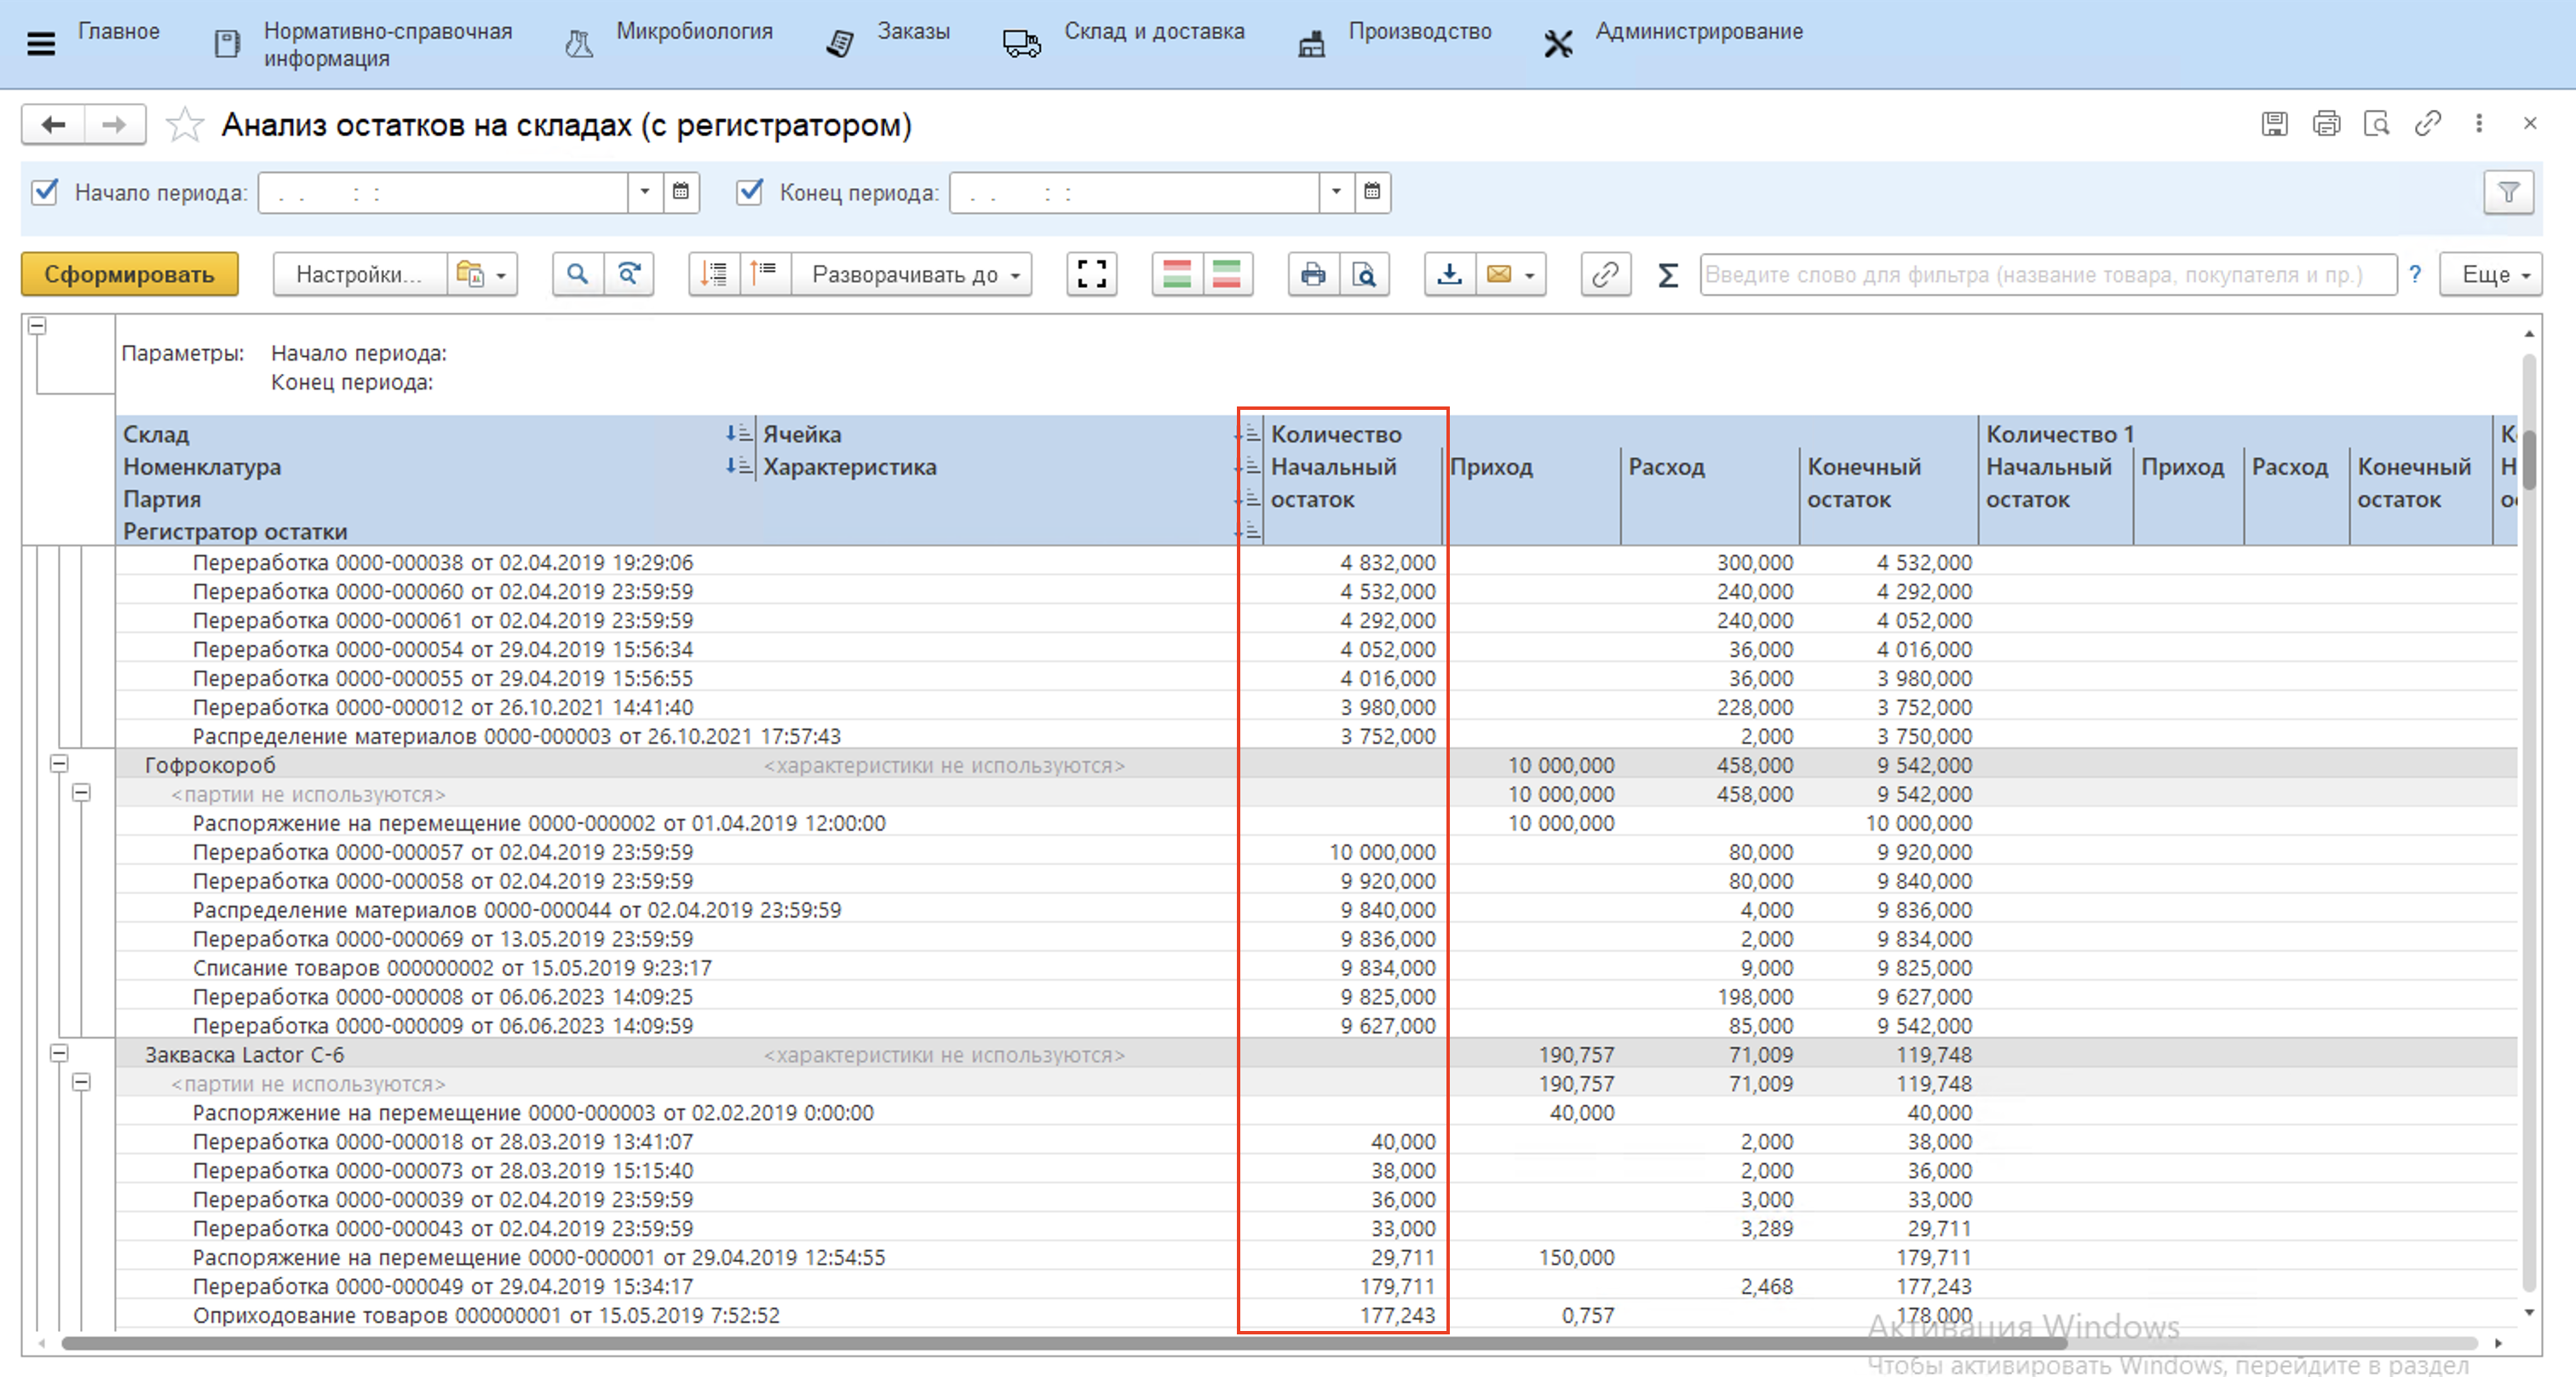 Главное
Нормативно-справочная
информация
Микробиология
Заказы
Склад и доставка
Производство
Администрирование
Анализ остатков на складах (с регистратором)
Начало периода: . . : :
Конец периода: . . : :
Сформировать
Настройки...
Разворачивать до
Σ
Введите слово для фильтра (название товара, покупателя и пр.)
?
Еще
Параметры: Начало периода:
Конец периода:
Склад Ячейка Количество Количество 1
Номенклатура Характеристика Начальный Приход Расход Конечный Начальный Приход Расход Конечный
Партия остаток остаток остаток остаток
Регистратор остатки
Переработка 0000-000038 от 02.04.2019 19:29:06 4 832,000 300,000 4 532,000
Переработка 0000-000060 от 02.04.2019 23:59:59 4 532,000 240,000 4 292,000
Переработка 0000-000061 от 02.04.2019 23:59:59 4 292,000 240,000 4 052,000
Переработка 0000-000054 от 29.04.2019 15:56:34 4 052,000 36,000 4 016,000
Переработка 0000-000055 от 29.04.2019 15:56:55 4 016,000 36,000 3 980,000
Переработка 0000-000012 от 26.10.2021 14:41:40 3 980,000 228,000 3 752,000
Распределение материалов 0000-000003 от 26.10.2021 17:57:43 3 752,000 2,000 3 750,000
Гофрокороб <характеристики не используются> 10 000,000 458,000 9 542,000
<партии не используются> 10 000,000 458,000 9 542,000
Распоряжение на перемещение 0000-000002 от 01.04.2019 12:00:00 10 000,000 10 000,000
Переработка 0000-000057 от 02.04.2019 23:59:59 10 000,000 80,000 9 920,000
Переработка 0000-000058 от 02.04.2019 23:59:59 9 920,000 80,000 9 840,000
Распределение материалов 0000-000044 от 02.04.2019 23:59:59 9 840,000 4,000 9 836,000
Переработка 0000-000069 от 13.05.2019 23:59:59 9 836,000 2,000 9 834,000
Списание товаров 000000002 от 15.05.2019 9:23:17 9 834,000 9,000 9 825,000
Переработка 0000-000008 от 06.06.2023 14:09:25 9 825,000 198,000 9 627,000
Переработка 0000-000009 от 06.06.2023 14:09:59 9 627,000 85,000 9 542,000
Закваска Lactor С-6 <характеристики не используются> 190,757 71,009 119,748
<партии не используются> 190,757 71,009 119,748
Распоряжение на перемещение 0000-000003 от 02.02.2019 0:00:00 40,000 40,000
Переработка 0000-000018 от 28.03.2019 13:41:07 40,000 2,000 38,000
Переработка 0000-000073 от 28.03.2019 15:15:40 38,000 2,000 36,000
Переработка 0000-000039 от 02.04.2019 23:59:59 36,000 3,000 33,000
Переработка 0000-000043 от 02.04.2019 23:59:59 33,000 3,289 29,711
Распоряжение на перемещение 0000-000001 от 29.04.2019 12:54:55 29,711 150,000 179,711
Переработка 0000-000049 от 29.04.2019 15:34:17 179,711 2,468 177,243
Оприходование товаров 000000001 от 15.05.2019 7:52:52 177,243 0,757 178,000
Активация Windows
Чтобы активировать Windows, перейдите в раздел